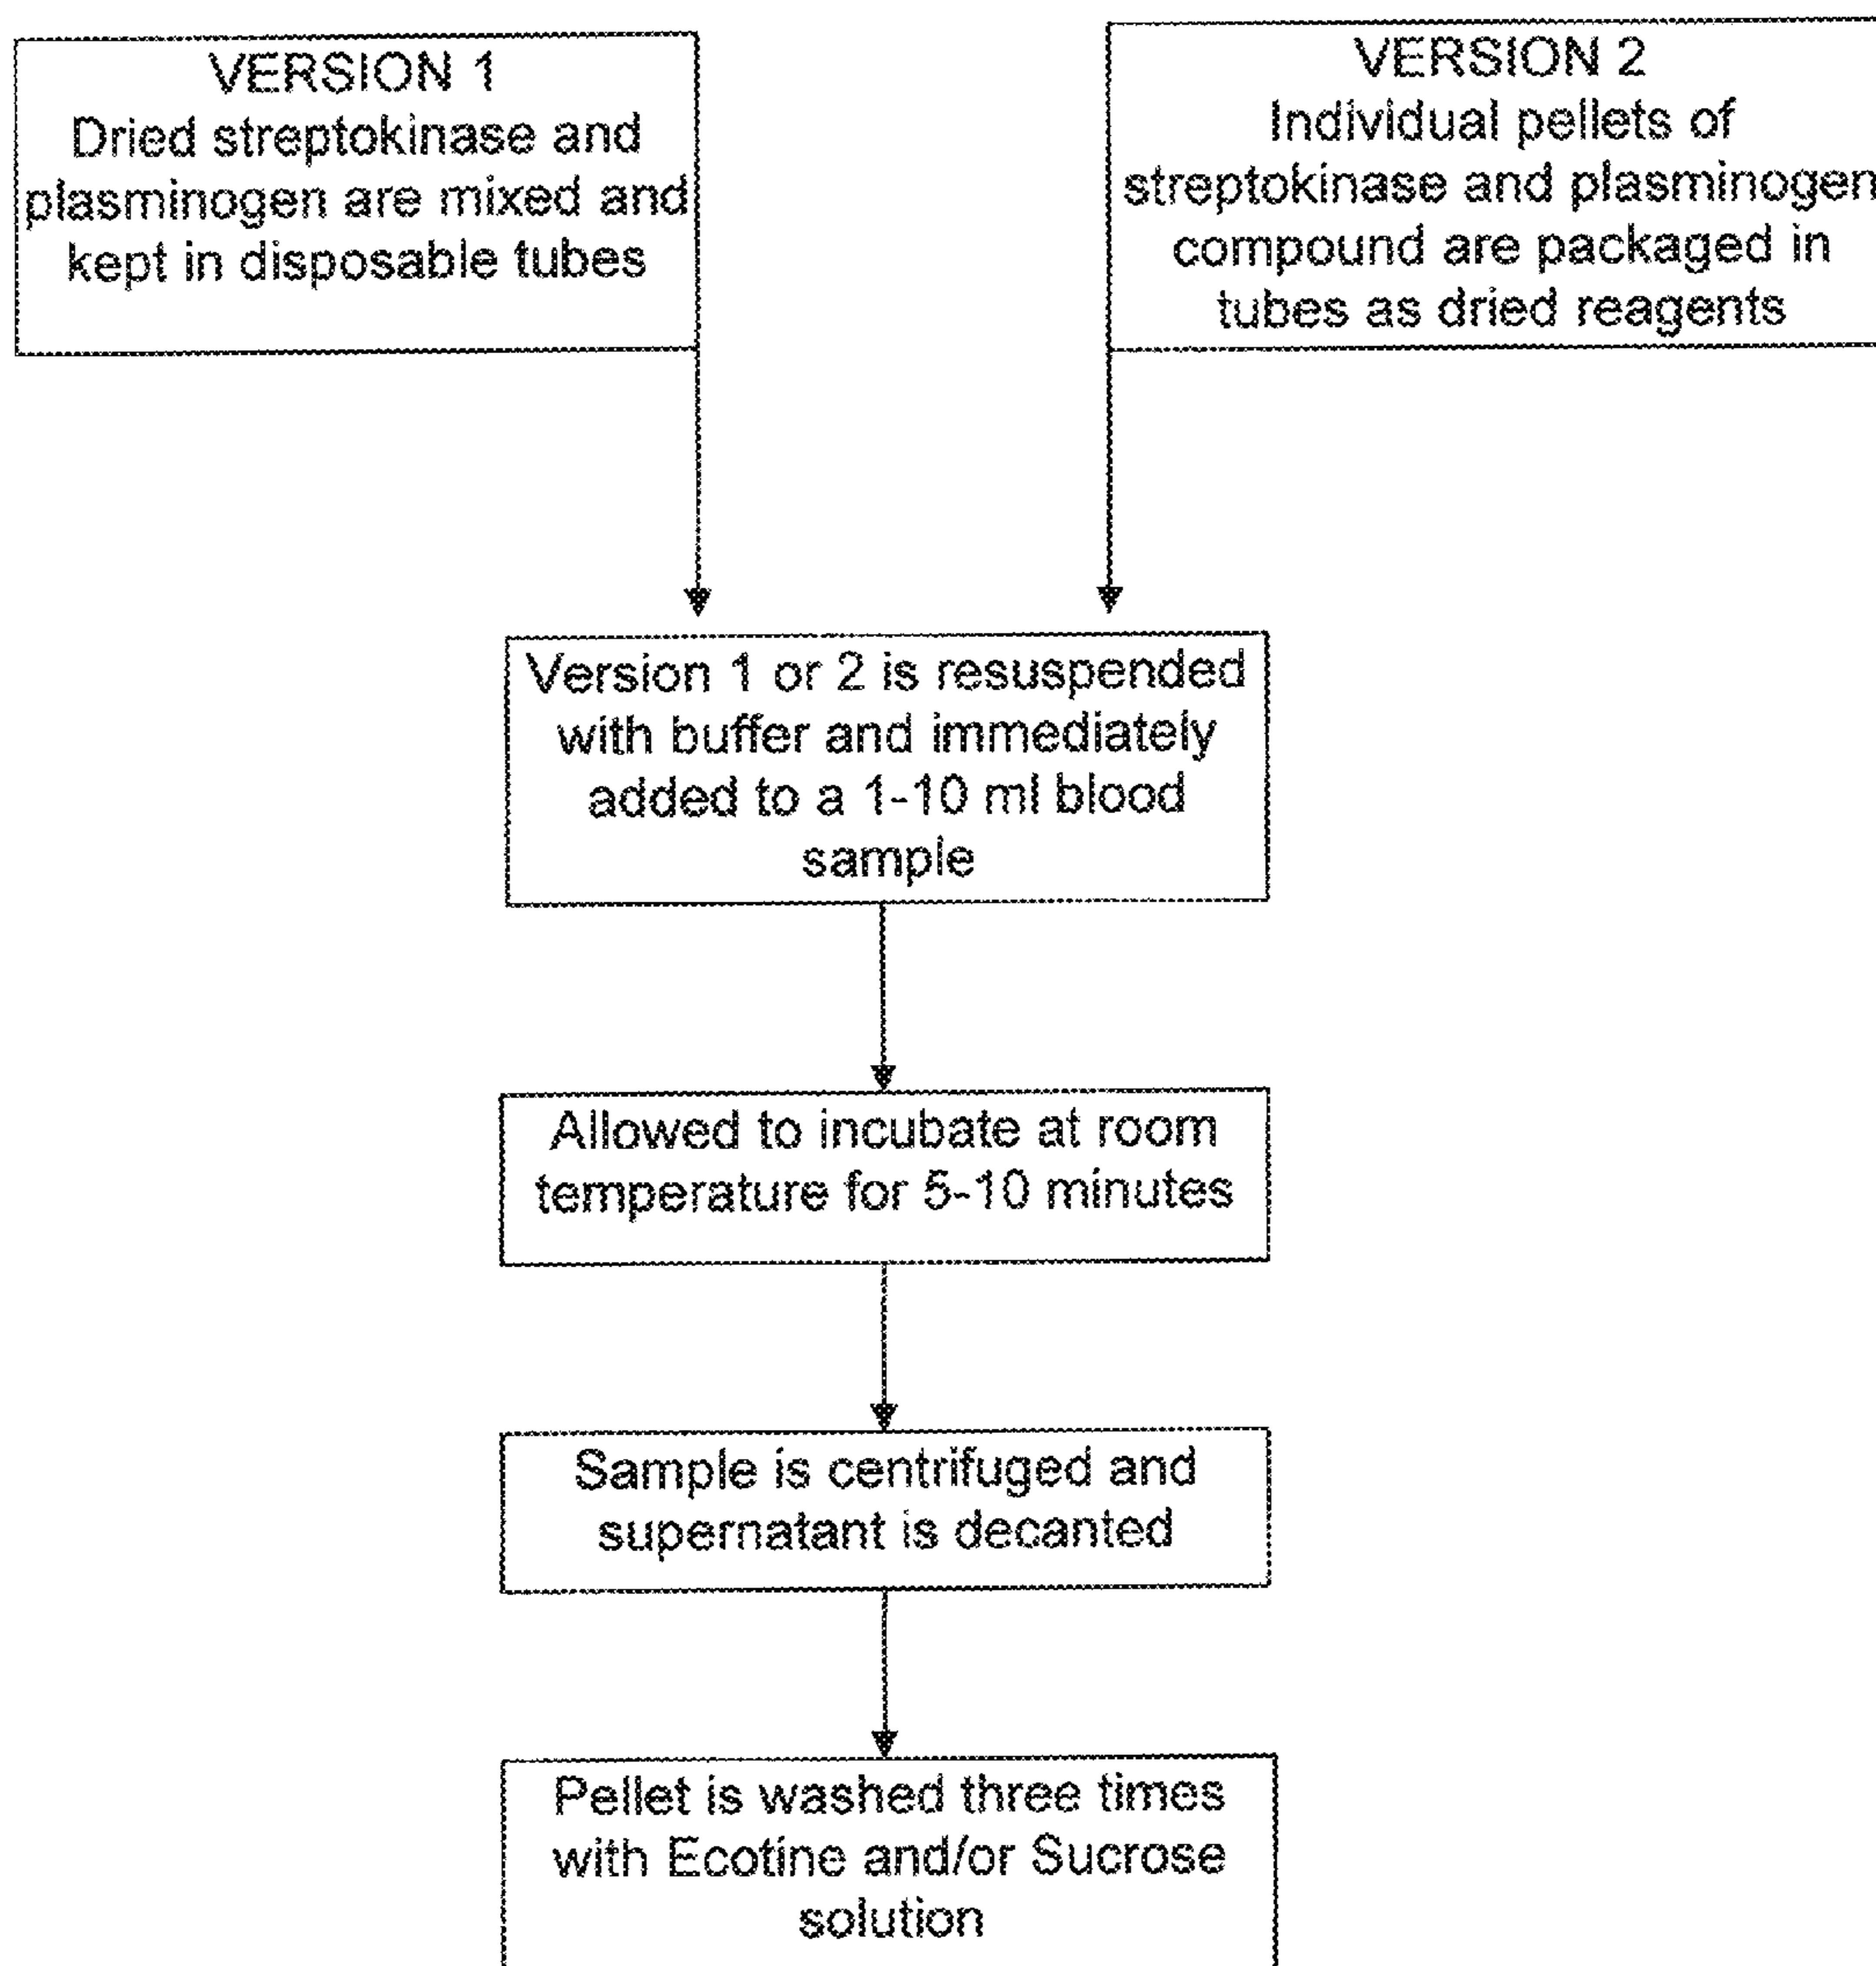 VERSION 1
Dried streptokinase and
plasminogen are mixed and
kept in disposable tubes
VERSION 2
Individual pellets of
streptokinase and plasminogen
compound are packaged in
tubes as dried reagents
Version 1 or 2 is resuspended
with buffer and immediately
added to a 1-10 ml blood
sample
Allowed to incubate at room
temperature for 5-10 minutes
Sample is centrifuged and
supernatant is decanted
Pellet is washed three times
with Ecotine and/or Sucrose
solution